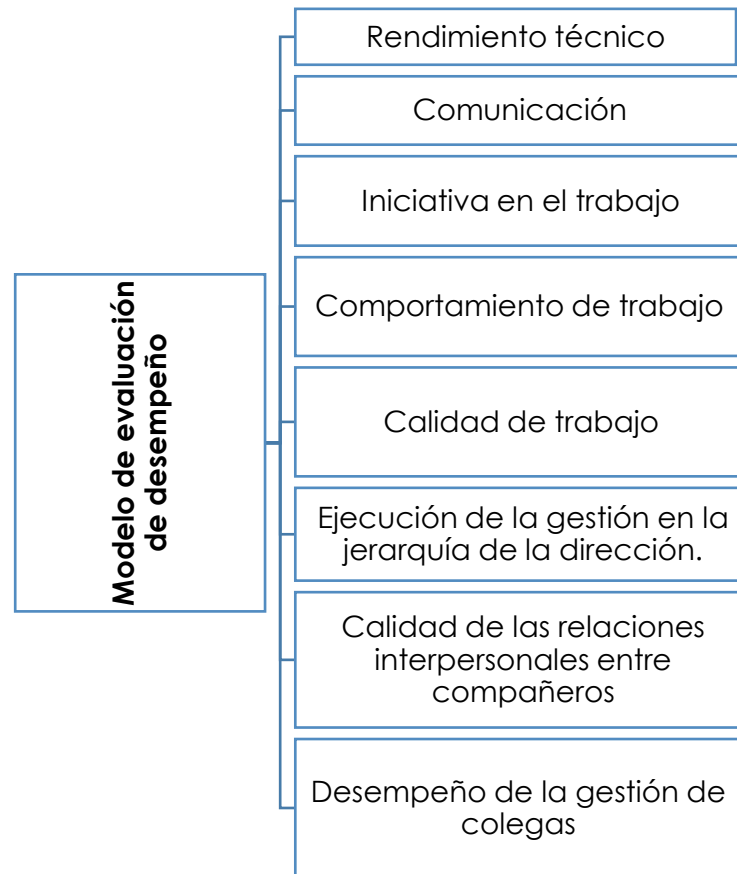 Modelo de evaluación
de desempeño
Rendimiento técnico
Comunicación
Iniciativa en el trabajo
Comportamiento de trabajo
Calidad de trabajo
Ejecución de la gestión en la
jerarquía de la dirección.
Calidad de las relaciones
interpersonales entre
compañeros
Desempeño de la gestión de
colegas